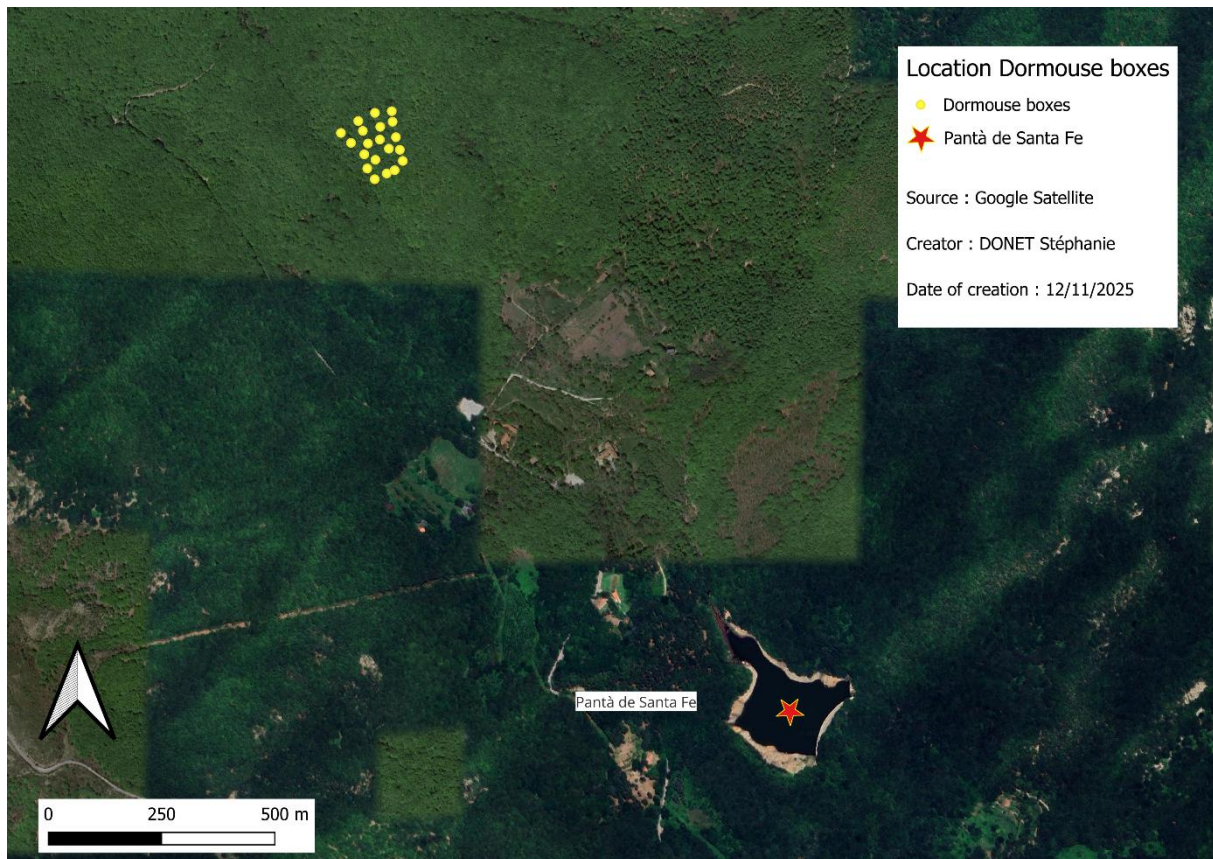 Location Dormouse boxes
Dormouse boxes
Pantà de Santa Fe
Source : Google Satellite
Creator : DONET Stéphanie
Date of creation : 12/11/2025
Pantà de Santa Fe
0 250 500 m